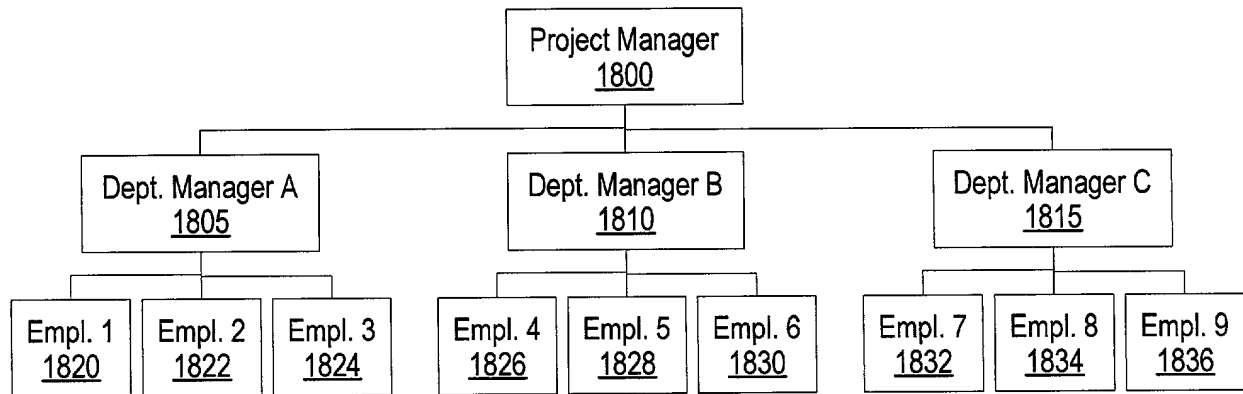 Project Manager
1800
Dept. Manager A
1805
Dept. Manager B
1810
Dept. Manager C
1815
Empl. 1
1820
Empl. 2
1822
Empl. 3
1824
Empl. 4
1826
Empl. 5
1828
Empl. 6
1830
Empl. 7
1832
Empl. 8
1834
Empl. 9
1836